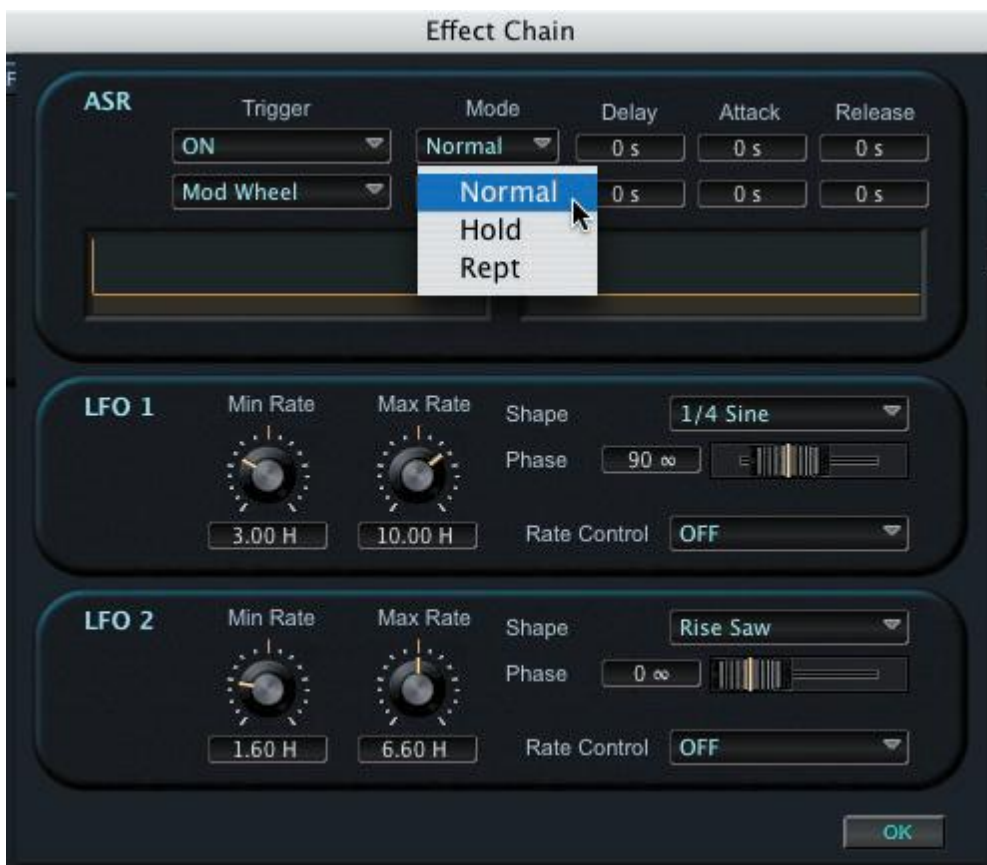 Effect Chain
F
ASR Trigger Mode Delay Attack Release
ON Normal 0 s 0 s 0 s
Mod Wheel Normal 0 s 0 s 0 s
Hold
Rept
LFO 1 Min Rate Max Rate Shape 1/4 Sine
Phase 90 ∞
3.00 H 10.00 H Rate Control OFF
LFO 2 Min Rate Max Rate Shape Rise Saw
Phase 0 ∞
1.60 H 6.60 H Rate Control OFF
OK